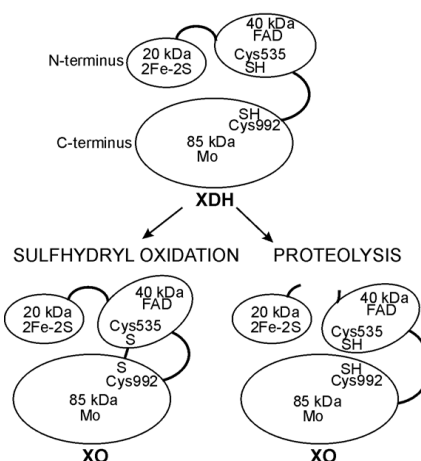 40 kDa
FAD
Cys535
SH
N-terminus
20 kDa
2Fe-2S
SH
Cys992
C-terminus
85 kDa
Mo
XDH
SULFHYDRYL OXIDATION
PROTEOLYSIS
40 kDa
FAD
20 kDa
2Fe-2S
Cys535
S
S
Cys992
85 kDa
Mo
XO
40 kDa
FAD
20 kDa
2Fe-2S
Cys535
SH
SH
Cys992
85 kDa
Mo
XO